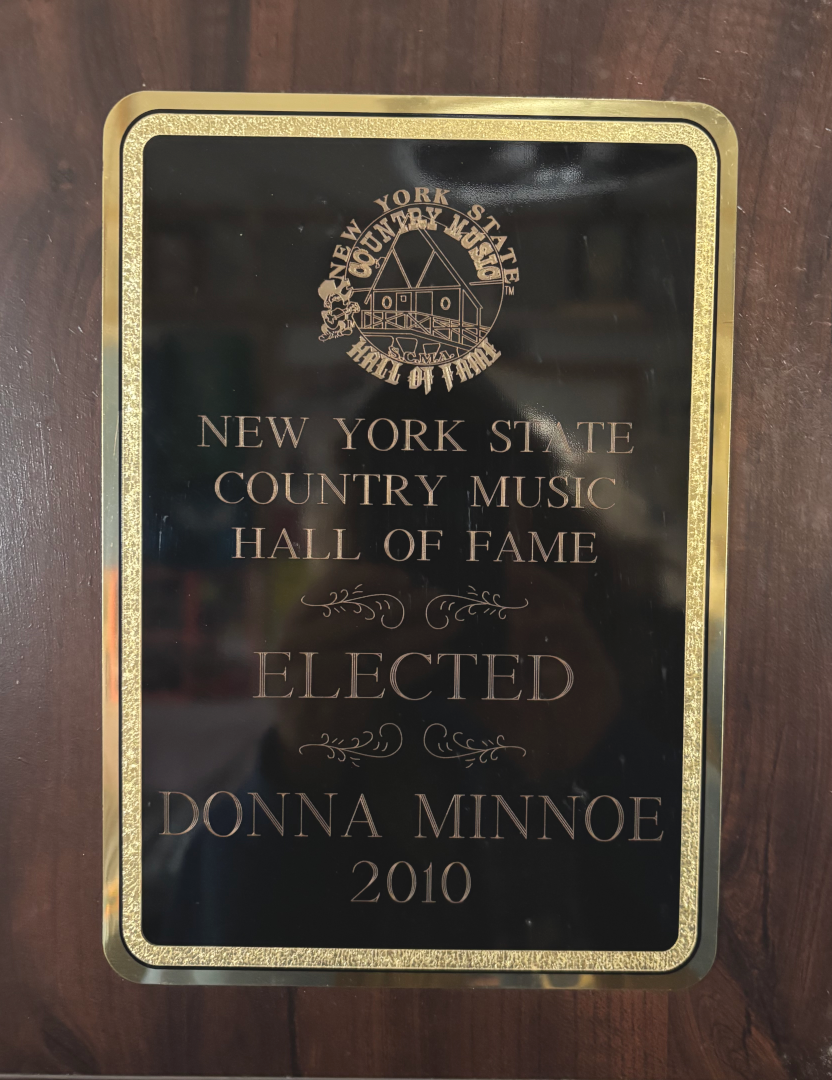 NEW YORK STATE
COUNTRY MUSIC
TM
S.C.M.A.
HALL OF FAME
NEW YORK STATE
COUNTRY MUSIC
HALL OF FAME
ELECTED
DONNA MINNOE
2010